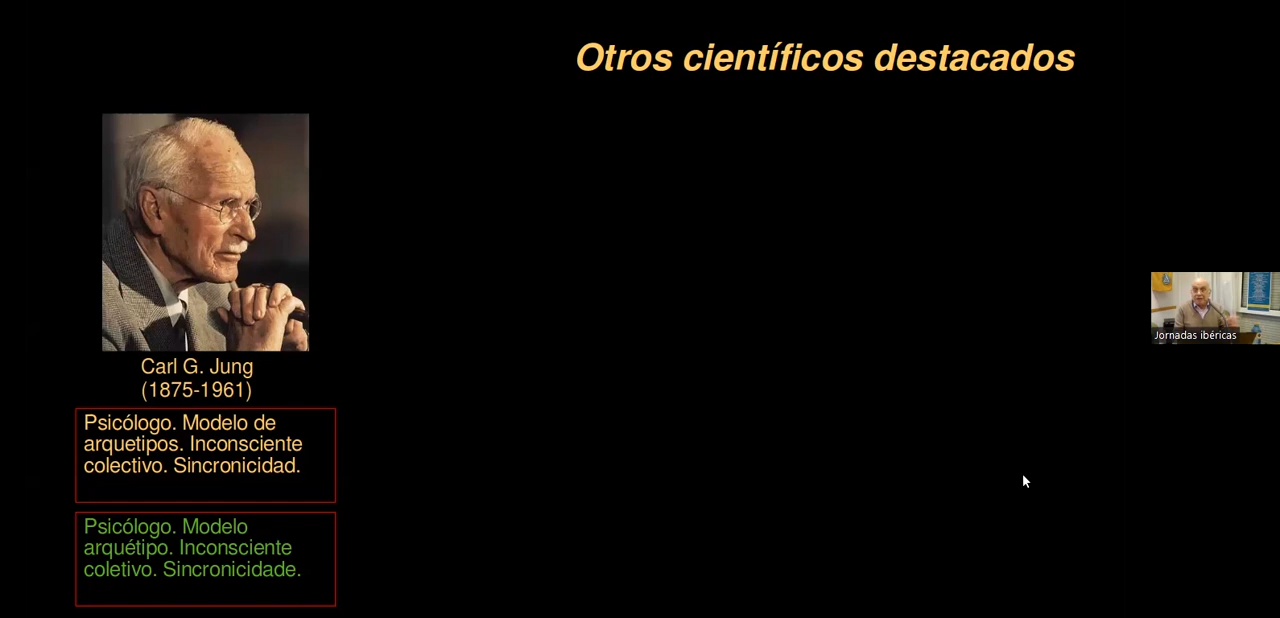 Otros científicos destacados
Carl G. Jung
(1875-1961)
Psicólogo. Modelo de
arquetipos. Inconsciente
colectivo. Sincronicidad.
Psicólogo. Modelo
arquétipo. Inconsciente
coletivo. Sincronicidade.
Jornadas ibéricas